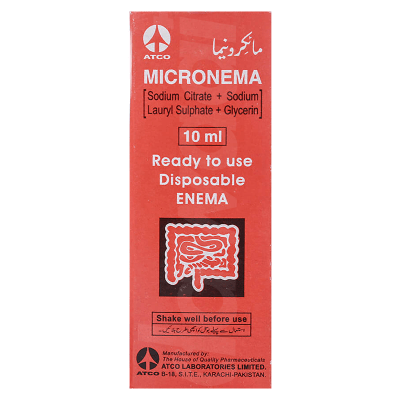 ATCO
مائکرونیما
MICRONEMA
[Sodium Citrate + Sodium
Lauryl Sulphate + Glycerin]
10 ml
Ready to use
Disposable
ENEMA
Shake well before use
ATCO
Manufactured by:
The House of Quality Pharmaceuticals
ATCO LABORATORIES LIMITED.
B-18, S.I.T.E., KARACHI-PAKISTAN.